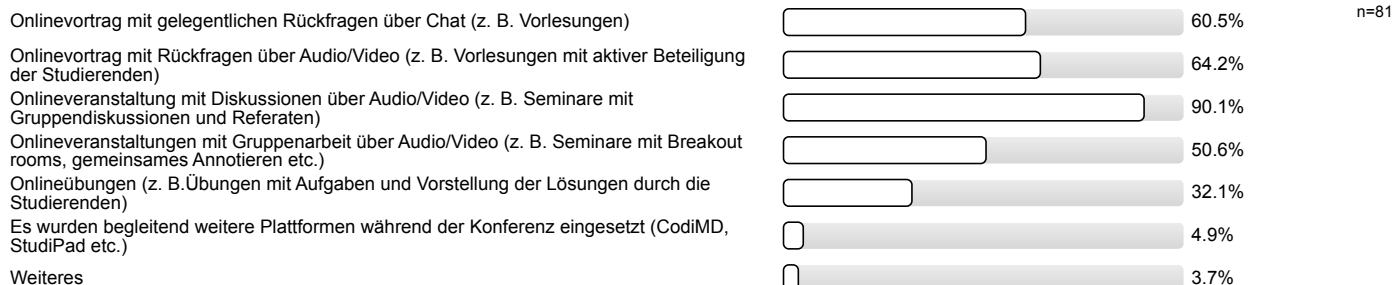 Onlinevortrag mit gelegentlichen Rückfragen über Chat (z. B. Vorlesungen) 60.5% n=81
Onlinevortrag mit Rückfragen über Audio/Video (z. B. Vorlesungen mit aktiver Beteiligung
der Studierenden) 64.2%
Onlineveranstaltung mit Diskussionen über Audio/Video (z. B. Seminare mit
Gruppendiskussionen und Referaten) 90.1%
Onlineveranstaltungen mit Gruppenarbeit über Audio/Video (z. B. Seminare mit Breakout
rooms, gemeinsames Annotieren etc.) 50.6%
Onlineübungen (z. B.Übungen mit Aufgaben und Vorstellung der Lösungen durch die
Studierenden) 32.1%
Es wurden begleitend weitere Plattformen während der Konferenz eingesetzt (CodiMD,
StudiPad etc.) 4.9%
Weiteres 3.7%